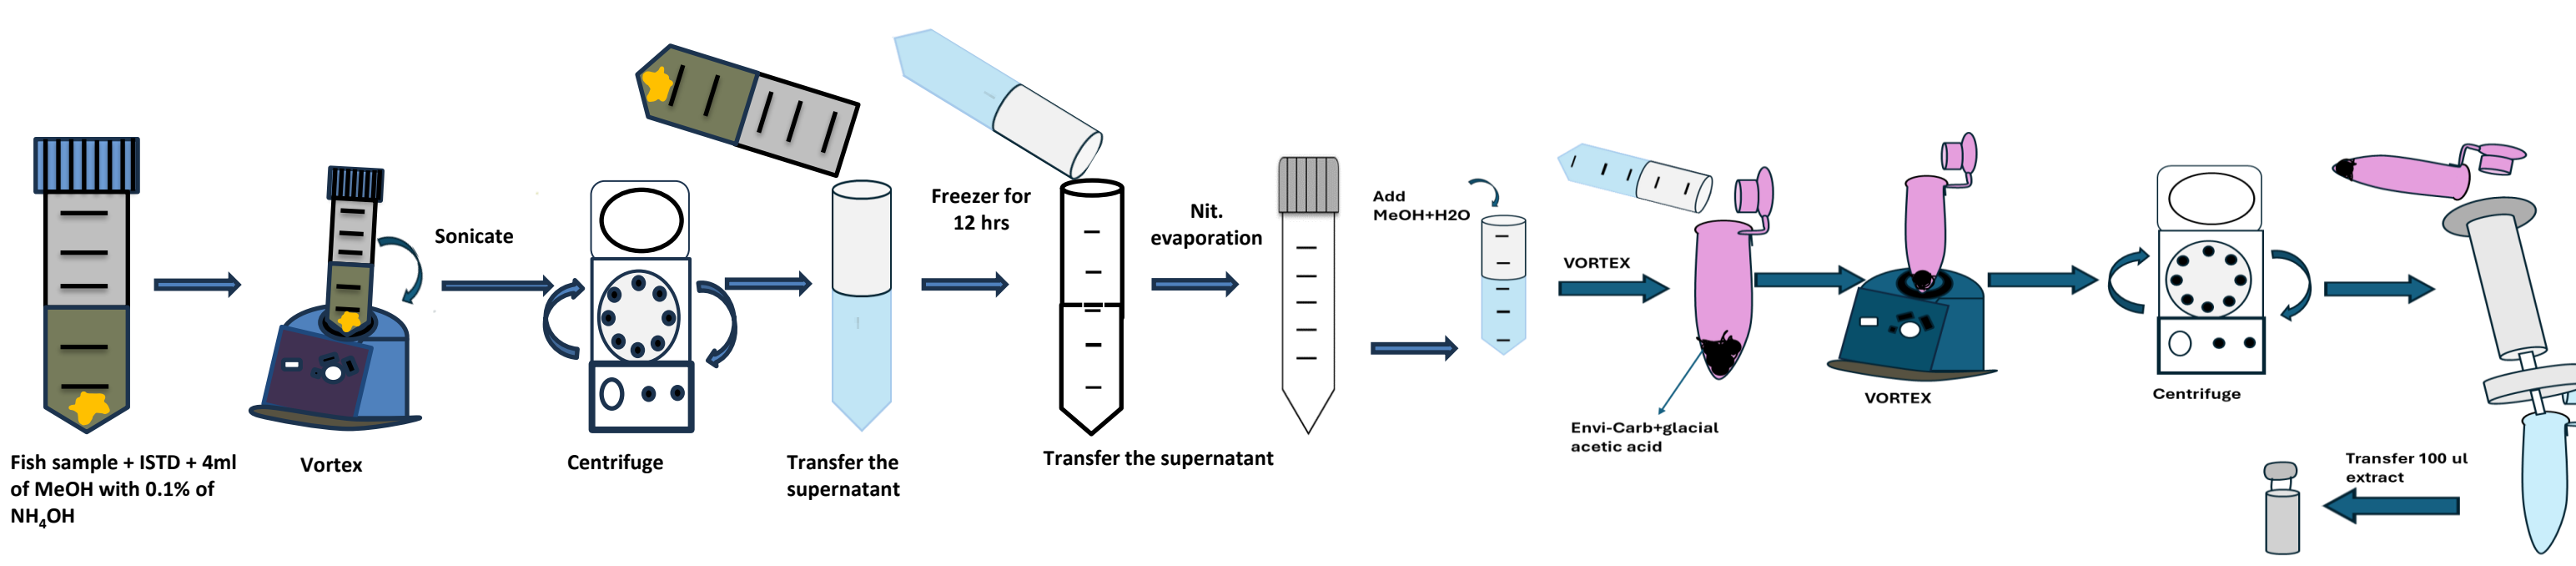 Fish sample + ISTD + 4ml
of MeOH with 0.1% of
NH₄OH
Vortex
Sonicate
Centrifuge
Transfer the
supernatant
Freezer for
12 hrs
Transfer the supernatant
Nit.
evaporation
Add
MeOH+H2O
VORTEX
Envi-Carb+glacial
acetic acid
VORTEX
Centrifuge
Transfer 100 ul
extract